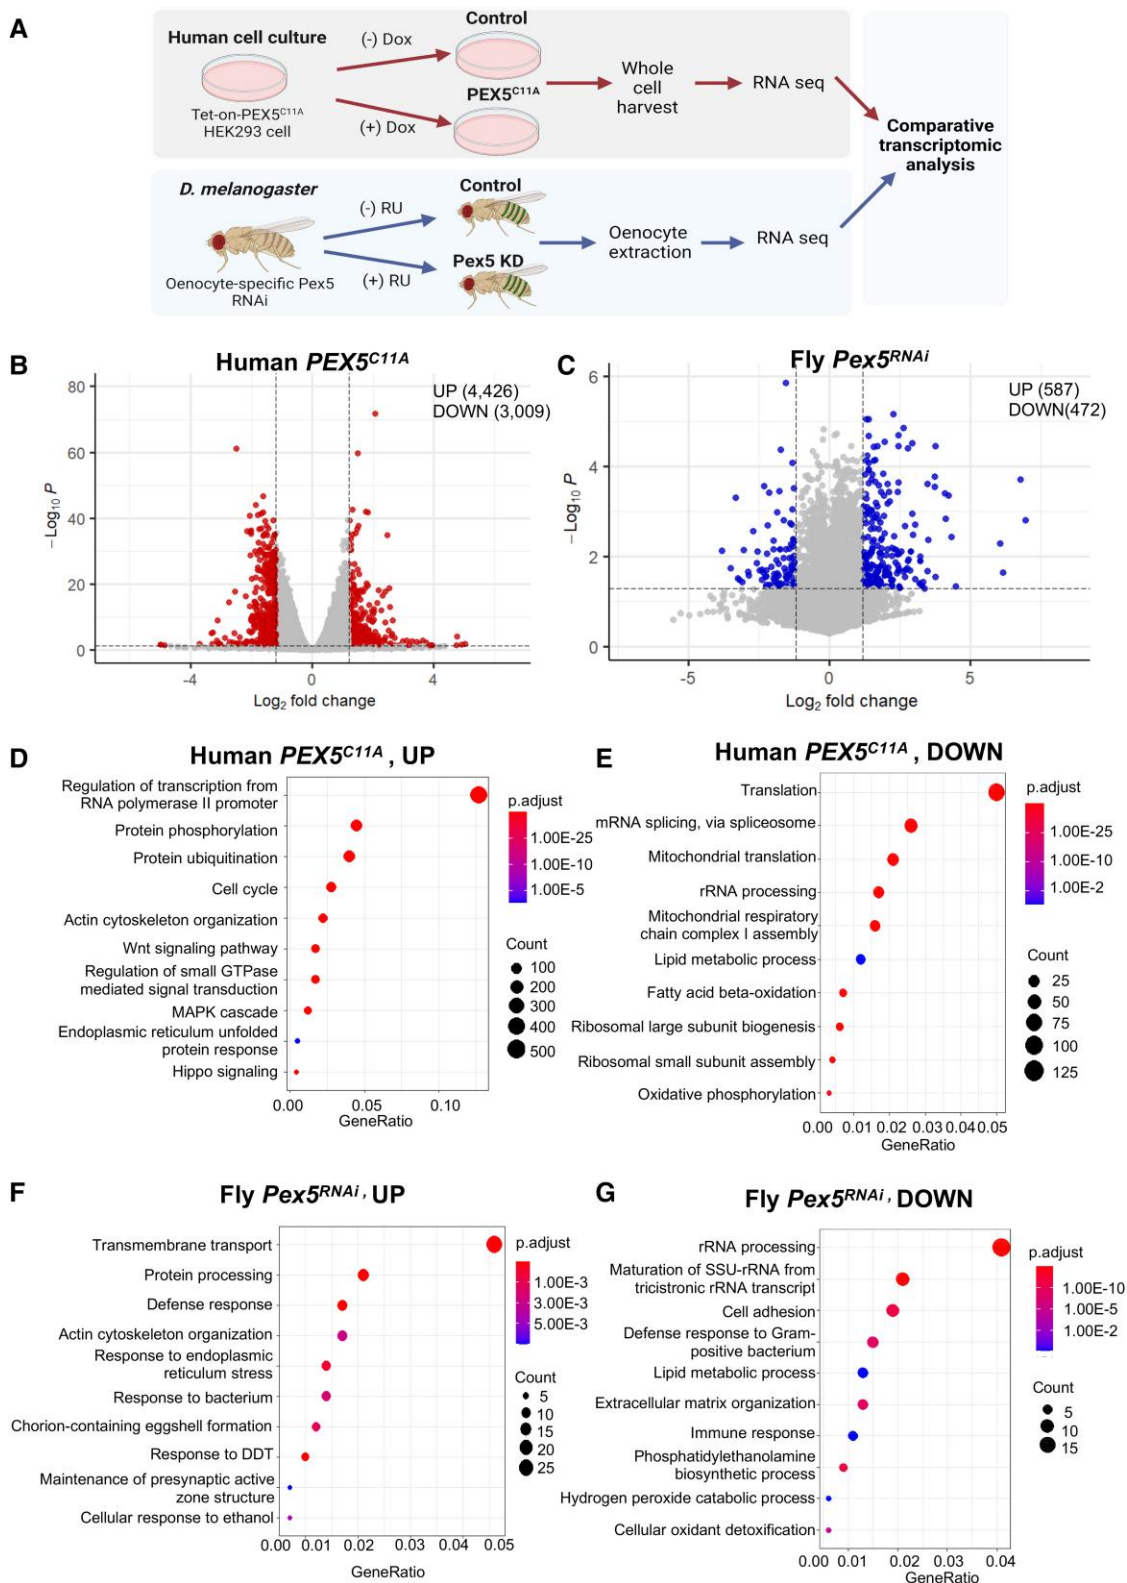 A
Human cell culture
Tet-on-PEX5C11A
HEK293 cell
(-) Dox
(+) Dox
Control
PEX5C11A
Whole
cell
harvest
RNA seq
Comparative
transcriptomic
analysis
D. melanogaster
Oenocyte-specific Pex5
RNAi
(-) RU
(+) RU
Control
Pex5 KD
Oenocyte
extraction
RNA seq
B
Human PEX5C11A
UP (4,426)
DOWN (3,009)
80
60
40
20
0
-Log10 P
-4
0
4
Log2 fold change
C
Fly Pex5RNAi
UP (587)
DOWN(472)
6
4
2
0
-Log10 P
-5
0
5
Log2 fold change
D
Human PEX5C11A , UP
Regulation of transcription from
RNA polymerase II promoter
Protein phosphorylation
Protein ubiquitination
Cell cycle
Actin cytoskeleton organization
Wnt signaling pathway
Regulation of small GTPase
mediated signal transduction
MAPK cascade
Endoplasmic reticulum unfolded
protein response
Hippo signaling
0.00 0.05 0.10
GeneRatio
p.adjust
1.00E-25
1.00E-10
1.00E-5
Count
100
200
300
400
500
E
Human PEX5C11A , DOWN
Translation
mRNA splicing, via spliceosome
Mitochondrial translation
rRNA processing
Mitochondrial respiratory
chain complex I assembly
Lipid metabolic process
Fatty acid beta-oxidation
Ribosomal large subunit biogenesis
Ribosomal small subunit assembly
Oxidative phosphorylation
0.00 0.01 0.02 0.03 0.04 0.05
GeneRatio
p.adjust
1.00E-25
1.00E-10
1.00E-2
Count
25
50
75
100
125
F
Fly Pex5RNAi, UP
Transmembrane transport
Protein processing
Defense response
Actin cytoskeleton organization
Response to endoplasmic
reticulum stress
Response to bacterium
Chorion-containing eggshell formation
Response to DDT
Maintenance of presynaptic active
zone structure
Cellular response to ethanol
0.00 0.01 0.02 0.03 0.04 0.05
GeneRatio
p.adjust
1.00E-3
3.00E-3
5.00E-3
Count
5
10
15
20
25
G
Fly Pex5RNAi, DOWN
rRNA processing
Maturation of SSU-rRNA from
tricistronic rRNA transcript
Cell adhesion
Defense response to Gram-
positive bacterium
Lipid metabolic process
Extracellular matrix organization
Immune response
Phosphatidylethanolamine
biosynthetic process
Hydrogen peroxide catabolic process
Cellular oxidant detoxification
0.00 0.01 0.02 0.03 0.04
GeneRatio
p.adjust
1.00E-10
1.00E-5
1.00E-2
Count
5
10
15